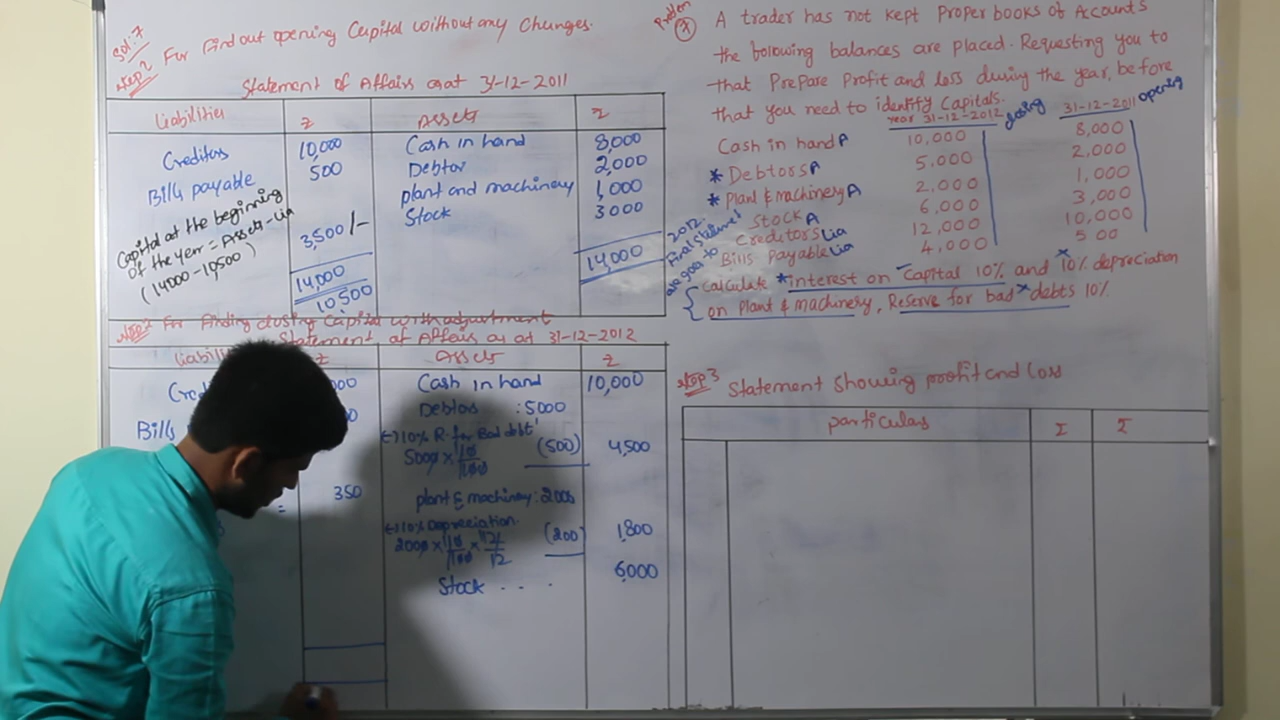 Sol: 7
Step 2 For Find out opening Capital without any Changes.
Statement of Affairs as at 31-12-2011
Liabilities ₹ Assets ₹
Creditors 10,000 Cash in hand 8,000
Bills payable 500 Debtor 2,000
plant and machinery 1,000
Capital at the beginning
of the year = Assets - Lia
(14000-10500)
3,500/- Stock 3000
14,000 14,000
10,500
For Finding closing Capital with adjustment
Statement of Affairs as at 31-12-2012
₹ Assets ₹
Cash in hand 10,000
Debtors : 5000
Bills (-) 10% R. for Bad debt
5000 × 10/100 (500) 4,500
350 plant & machinery : 2000
= (-) 10% Depreciation
2000 × 10/100 × 12/12 (200) 1,800
Stock . . . 6,000
Problem 7 A trader has not kept Proper books of Accounts
the bolowing balances are placed. Requesting you to
that Prepare Profit and loss during the year, before
that you need to identify Capitals.
year 31-12-2012 closing 31-12-2011 opening
Cash in hand A 10,000 8,000
* Debtors A 5,000 2,000
* Plant & machinery A 2,000 1,000
Stock A 6,000 3,000
Creditors Lia 12,000 10,000
Bills Payable Lia 4,000 500
Calculate * interest on Capital 10% and 10% depreciation
on Plant & machinery, Reserve for bad debts 10%.
Step 3 Statement Showing profit and Loss
particulars Σ Σ